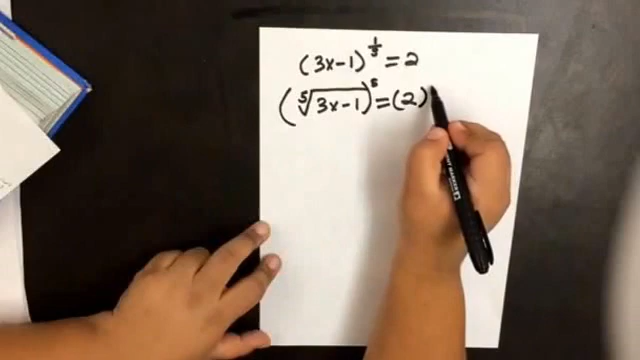 (3x-1)^{1/5} = 2
(⁵√(3x-1))⁵ = (2)